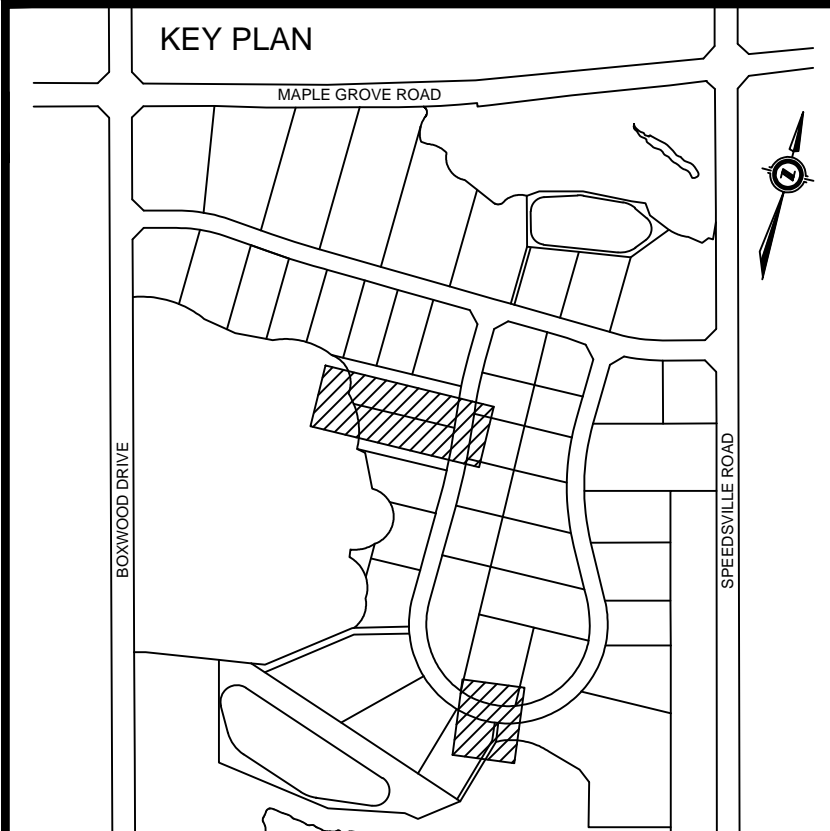 KEY PLAN
MAPLE GROVE ROAD
BOXWOOD DRIVE
SPEEDSVILLE ROAD
N